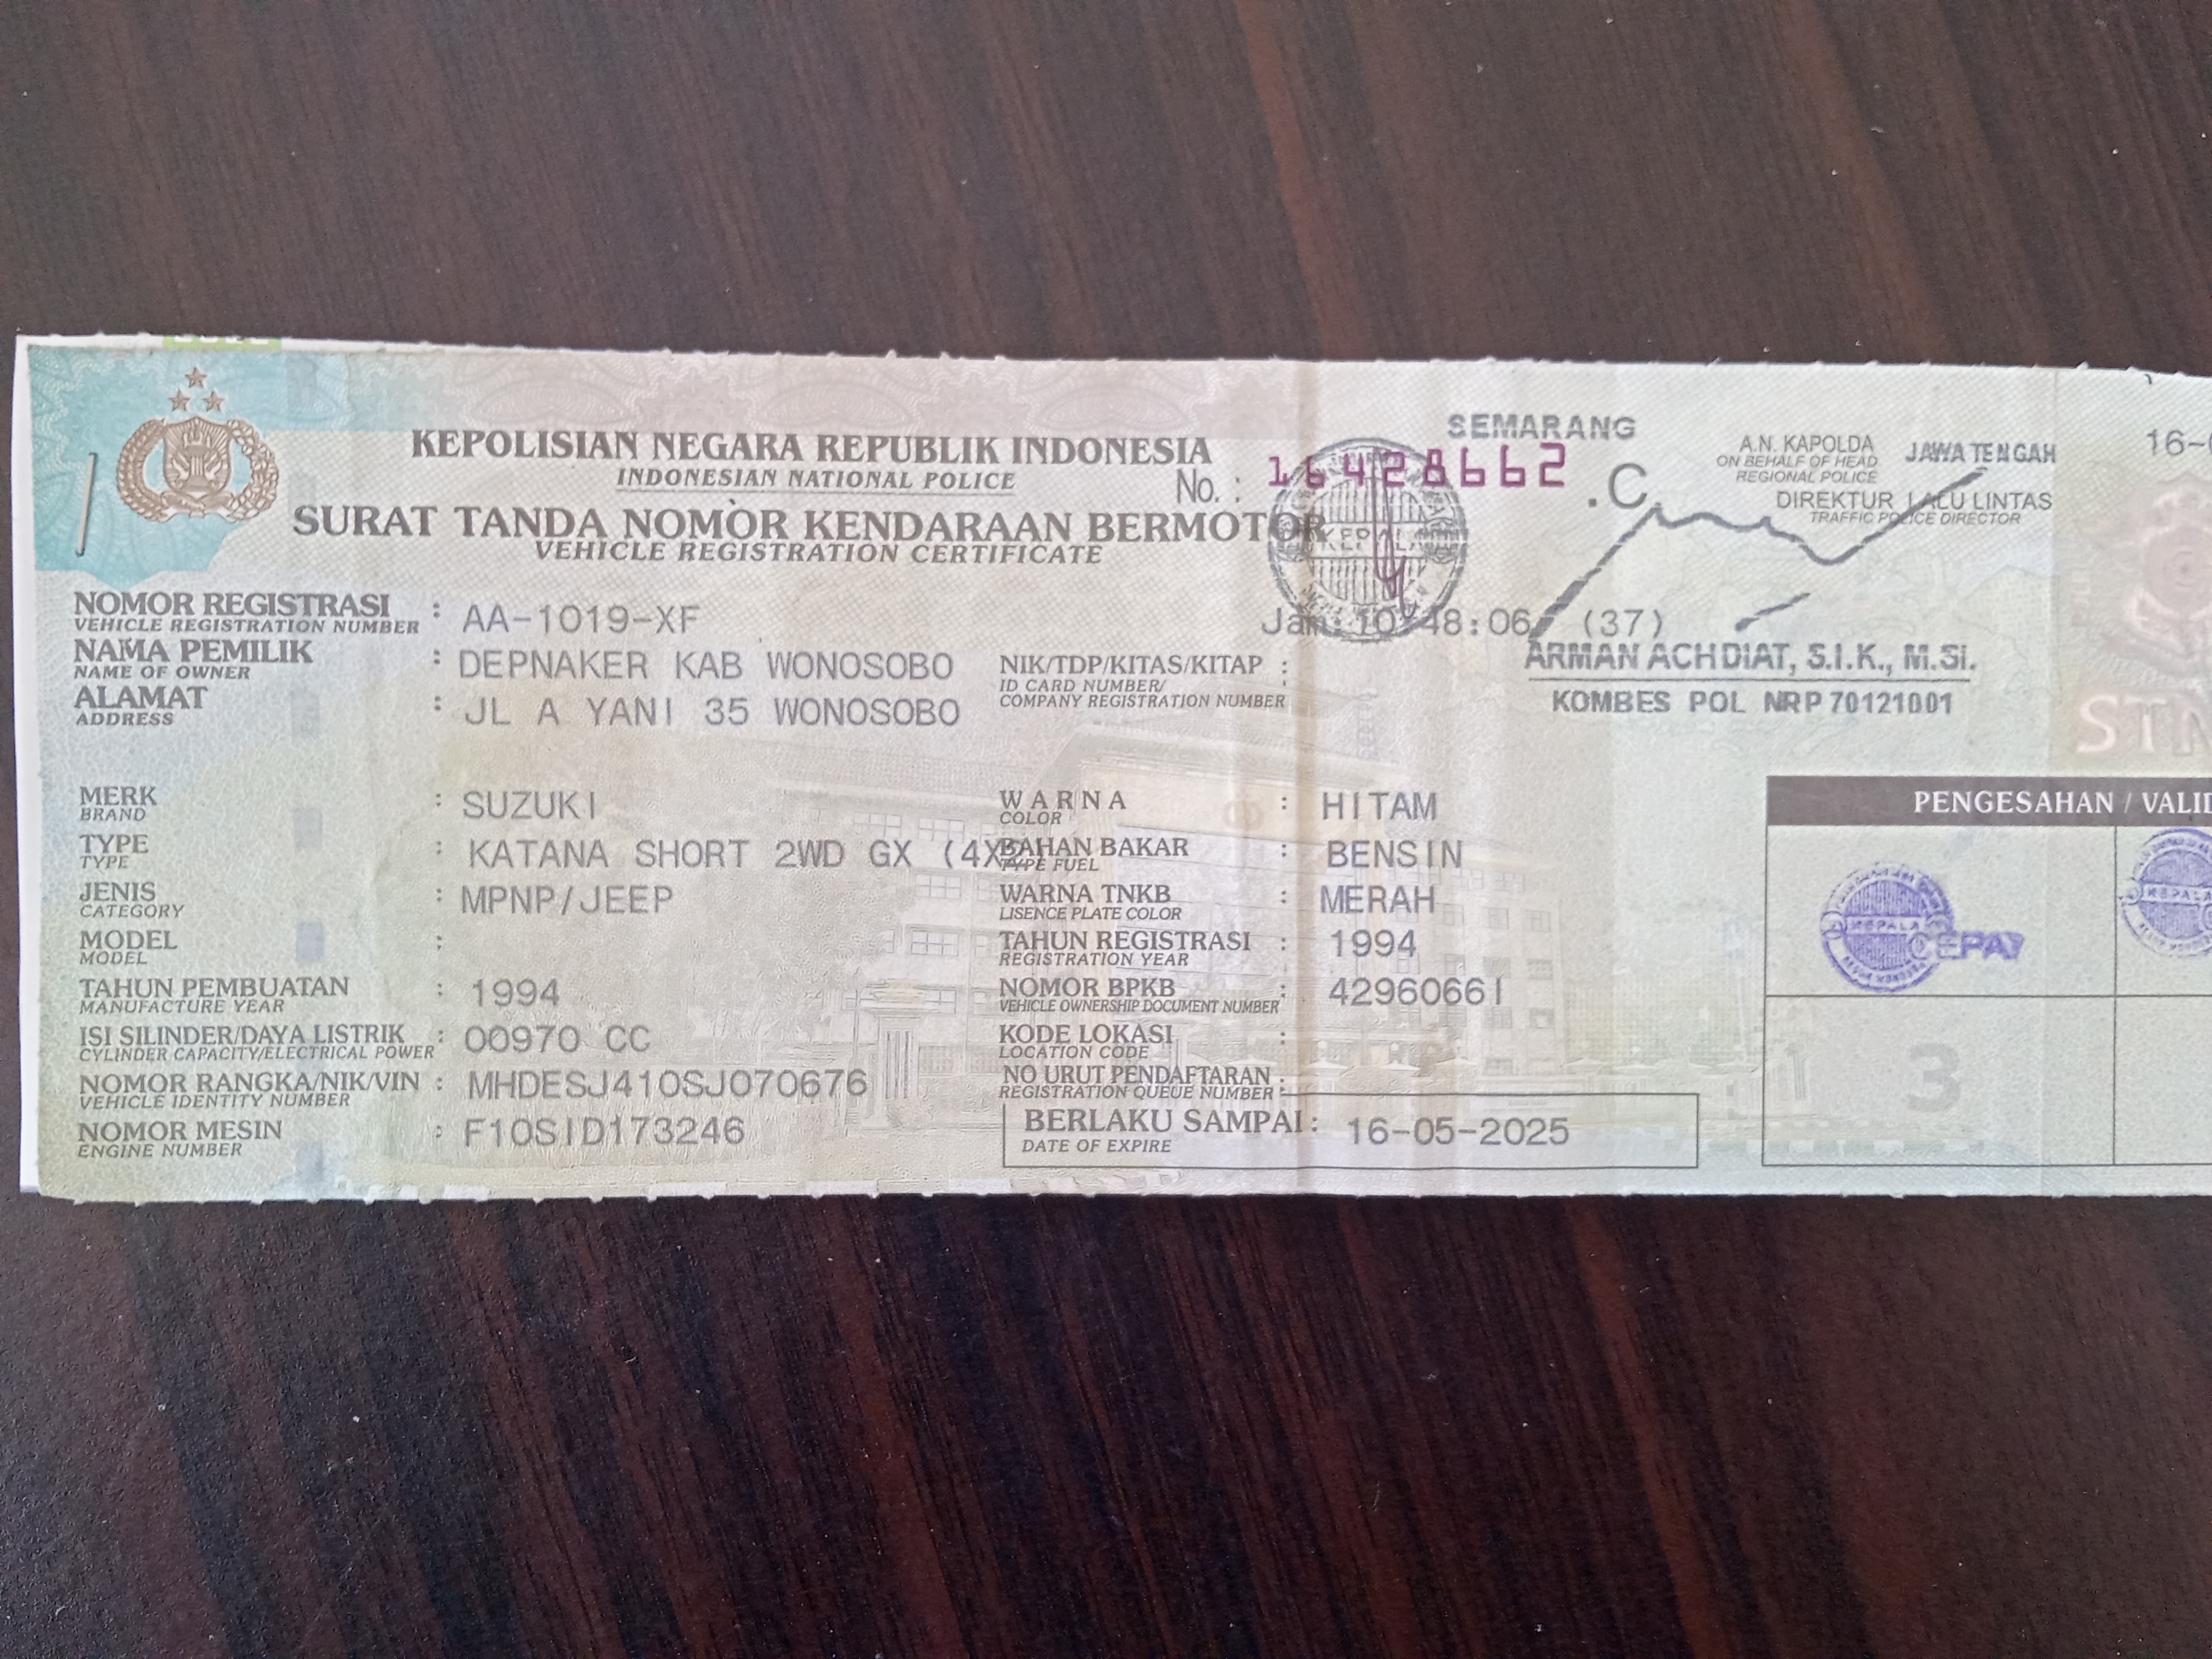 KEPOLISIAN NEGARA REPUBLIK INDONESIA
INDONESIAN NATIONAL POLICE
No. : 16428662 .C
SURAT TANDA NOMOR KENDARAAN BERMOTOR
VEHICLE REGISTRATION CERTIFICATE
SEMARANG
A.N. KAPOLDA JAWA TENGAH
ON BEHALF OF HEAD
REGIONAL POLICE
DIREKTUR LALU LINTAS
TRAFFIC POLICE DIRECTOR
16-
KEPALA
Jam:10:48:06 (37)
ARMAN ACHDIAT, S.I.K., M.Si.
KOMBES POL NRP 70121001
NOMOR REGISTRASI : AA-1019-XF
VEHICLE REGISTRATION NUMBER
NAMA PEMILIK : DEPNAKER KAB WONOSOBO
NAME OF OWNER
ALAMAT : JL A YANI 35 WONOSOBO
ADDRESS
NIK/TDP/KITAS/KITAP :
ID CARD NUMBER/
COMPANY REGISTRATION NUMBER
MERK : SUZUKI
BRAND
TYPE : KATANA SHORT 2WD GX (4X2
TYPE
JENIS : MPNP/JEEP
CATEGORY
MODEL :
MODEL
TAHUN PEMBUATAN : 1994
MANUFACTURE YEAR
ISI SILINDER/DAYA LISTRIK : 00970 CC
CYLINDER CAPACITY/ELECTRICAL POWER
NOMOR RANGKA/NIK/VIN : MHDESJ410SJ070676
VEHICLE IDENTITY NUMBER
NOMOR MESIN : F10SID173246
ENGINE NUMBER
WARNA : HITAM
COLOR
BAHAN BAKAR : BENSIN
TYPE FUEL
WARNA TNKB : MERAH
LISENCE PLATE COLOR
TAHUN REGISTRASI : 1994
REGISTRATION YEAR
NOMOR BPKB : 4296066I
VEHICLE OWNERSHIP DOCUMENT NUMBER
KODE LOKASI :
LOCATION CODE
NO URUT PENDAFTARAN :
REGISTRATION QUEUE NUMBER
BERLAKU SAMPAI : 16-05-2025
DATE OF EXPIRE
STN
PENGESAHAN / VALID
KEPALA
KEPALA
3